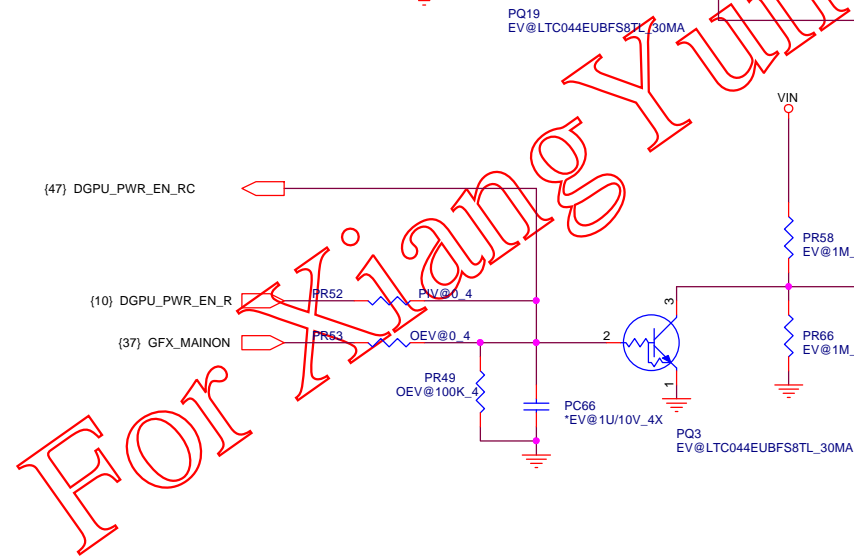 PQ19
EV@LTC044EUBFS8TL_30MA
VIN
{47} DGPU_PWR_EN_RC
PR58
EV@1M_
{10} DGPU_PWR_EN_R
PR52
PIV@0_4
3
{37} GFX_MAINON
PR53
OEV@0_4
2
PR66
EV@1M_
PR49
OEV@100K_4
1
PC66
*EV@1U/10V_4X
PQ3
EV@LTC044EUBFS8TL_30MA
For Xiang Yun